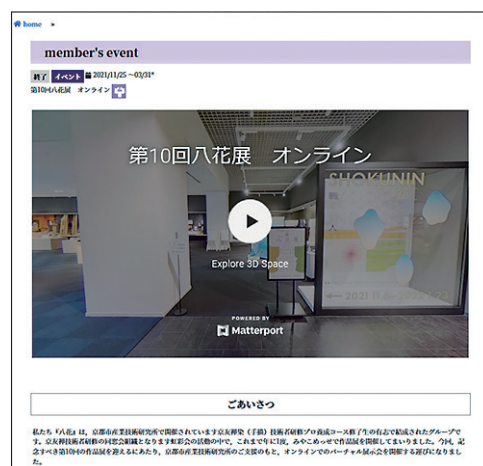 home
member's event
終了 イベント 2021/11/25 ~03/31*
第10回八花展 オンライン
第10回八花展 オンライン
SHOKUNIN
Explore 3D Space
POWERED BY
Matterport
ごあいさつ
私たち『八花』は，京都市産業技術研究所で開催されています京友禅染（手描）技術者研修プロ養成コース修了生の有志で結成されたグループで
す。京友禅技術者研修の同窓会組織となります虹彩会の活動の中で，これまで年に1度，みやこめっせで作品展を開催してまいりました。今回，記
念すべき第10回の作品展を迎えるにあたり，京都市産業技術研究所のご支援のもと，オンラインでのバーチャル展示会を開催する運びになりまし
た。